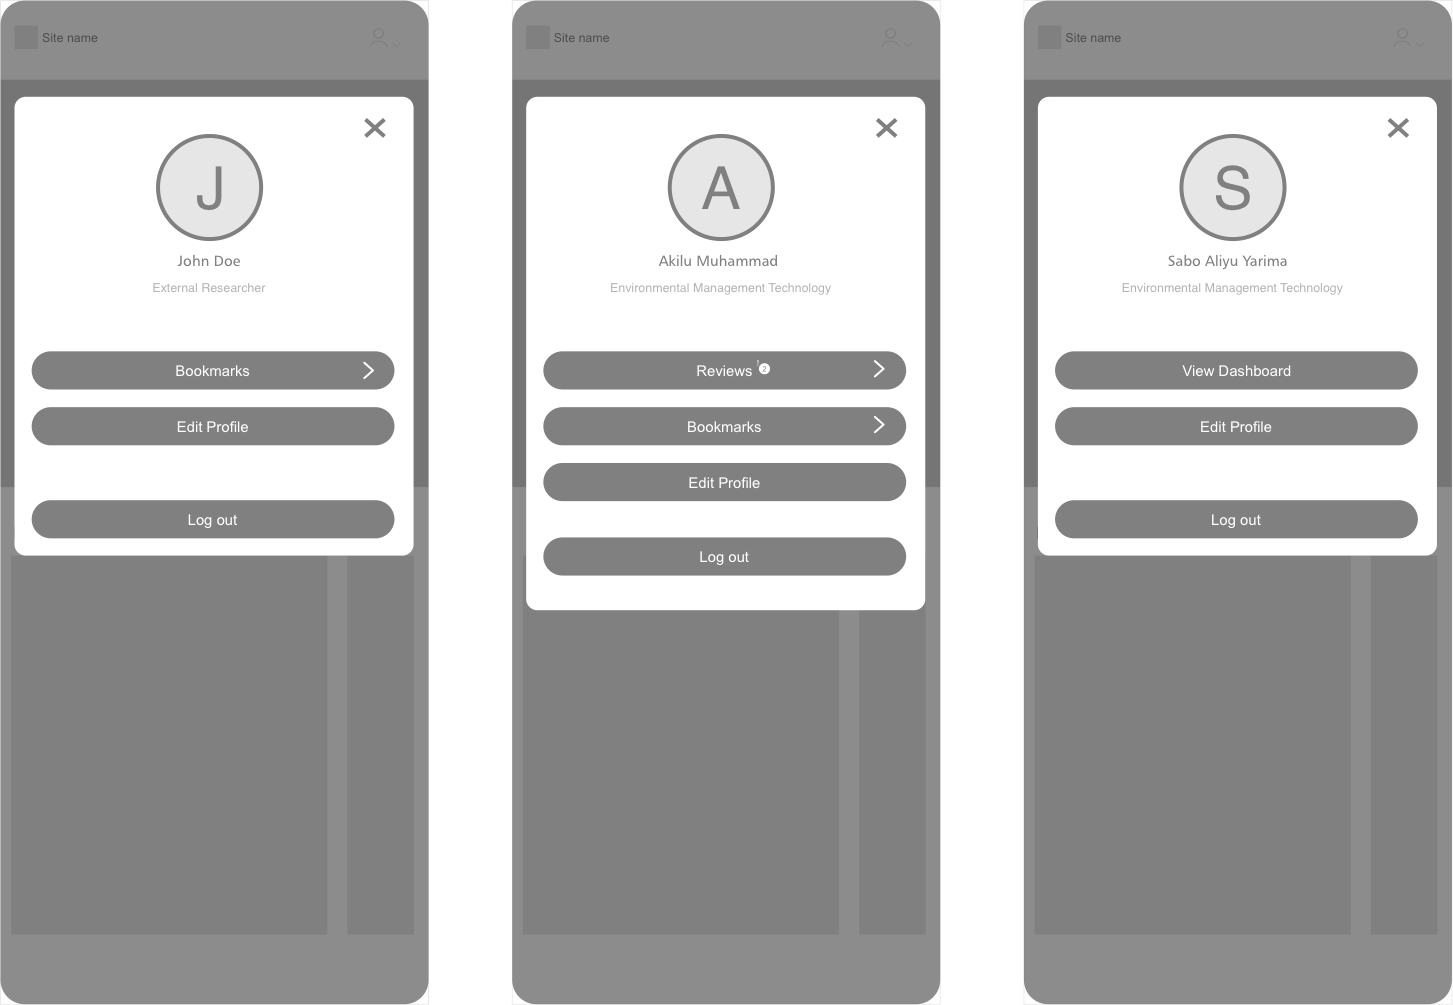 Site name
J
John Doe
External Researcher
Bookmarks
Edit Profile
Log out
Site name
A
Akilu Muhammad
Environmental Management Technology
Reviews 2
Bookmarks
Edit Profile
Log out
Site name
S
Sabo Aliyu Yarima
Environmental Management Technology
View Dashboard
Edit Profile
Log out